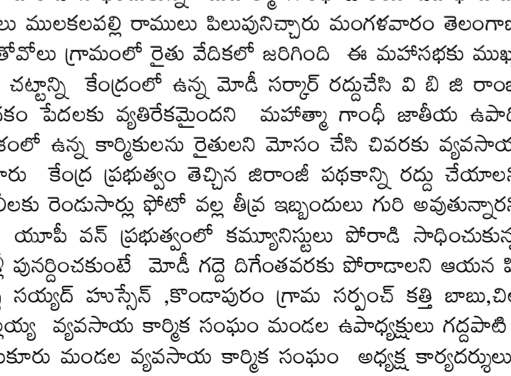 లు ములకలవల్లి రాములు పిలుపునిచ్చారు మంగళవారం తెలంగాణ
తోవోలు గ్రామంలో రైతు వేదికలో జరిగింది ఈ మహాసభకు ముఖ
చట్టాన్ని కేంద్రంలో ఉన్న మోడీ సర్కార్ రద్దుచేసి వి బి జి రాం
కం పేదలకు వ్యతిరేకమైందని మహాత్మా గాంధీ జాతీయ ఉపాధి
కంలో ఉన్న కార్మికులను రైతులని మోసం చేసి చివరకు వ్యవసాయ
రు కేంద్ర ప్రభుత్వం తెచ్చిన జిరాంజీ పథకాన్ని రద్దు చేయాలన
లీలకు రెండుసార్లు ఫోటో వల్ల తీవ్ర ఇబ్బందులు గురి అవుతున్నారన
యూపీ వన్ ప్రభుత్వంలో కమ్యూనిస్టులు పోరాడి సాధించుకున్న
పునర్దించకుంటే మోడీ గద్దె దిగేంతవరకు పోరాడాలని ఆయన పి
సయ్యద్ హుస్సేన్ ,కొండాపురం గ్రామ సర్పంచ్ కత్తి బాబు,చిల
ల్లయ్య వ్యవసాయ కార్మిక సంఘం మండల ఉపాధ్యక్షులు గద్దపాటి
కూరు మండల వ్యవసాయ కార్మిక సంఘం అధ్యక్ష కార్యదర్శులు